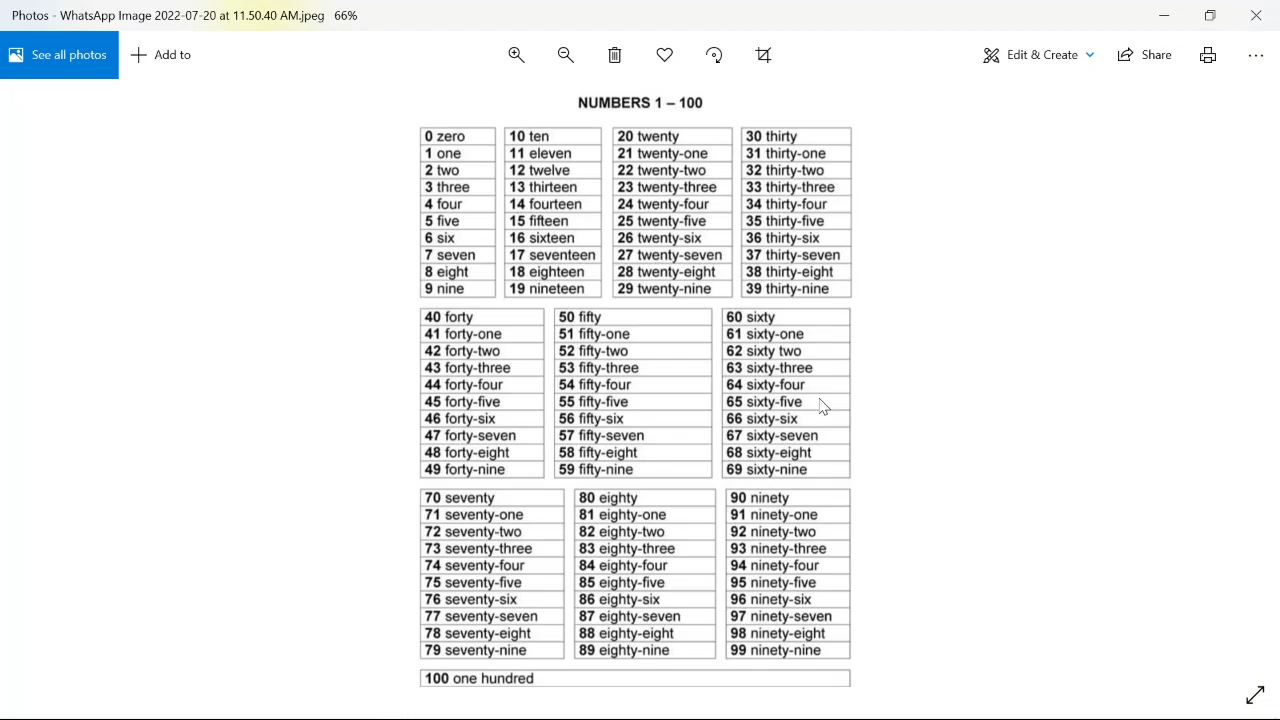 Photos - WhatsApp Image 2022-07-20 at 11.50.40 AM.jpeg 66%
See all photos
Add to
Edit & Create
Share
NUMBERS 1 – 100
0 zero
1 one
2 two
3 three
4 four
5 five
6 six
7 seven
8 eight
9 nine
10 ten
11 eleven
12 twelve
13 thirteen
14 fourteen
15 fifteen
16 sixteen
17 seventeen
18 eighteen
19 nineteen
20 twenty
21 twenty-one
22 twenty-two
23 twenty-three
24 twenty-four
25 twenty-five
26 twenty-six
27 twenty-seven
28 twenty-eight
29 twenty-nine
30 thirty
31 thirty-one
32 thirty-two
33 thirty-three
34 thirty-four
35 thirty-five
36 thirty-six
37 thirty-seven
38 thirty-eight
39 thirty-nine
40 forty
41 forty-one
42 forty-two
43 forty-three
44 forty-four
45 forty-five
46 forty-six
47 forty-seven
48 forty-eight
49 forty-nine
50 fifty
51 fifty-one
52 fifty-two
53 fifty-three
54 fifty-four
55 fifty-five
56 fifty-six
57 fifty-seven
58 fifty-eight
59 fifty-nine
60 sixty
61 sixty-one
62 sixty two
63 sixty-three
64 sixty-four
65 sixty-five
66 sixty-six
67 sixty-seven
68 sixty-eight
69 sixty-nine
70 seventy
71 seventy-one
72 seventy-two
73 seventy-three
74 seventy-four
75 seventy-five
76 seventy-six
77 seventy-seven
78 seventy-eight
79 seventy-nine
80 eighty
81 eighty-one
82 eighty-two
83 eighty-three
84 eighty-four
85 eighty-five
86 eighty-six
87 eighty-seven
88 eighty-eight
89 eighty-nine
90 ninety
91 ninety-one
92 ninety-two
93 ninety-three
94 ninety-four
95 ninety-five
96 ninety-six
97 ninety-seven
98 ninety-eight
99 ninety-nine
100 one hundred